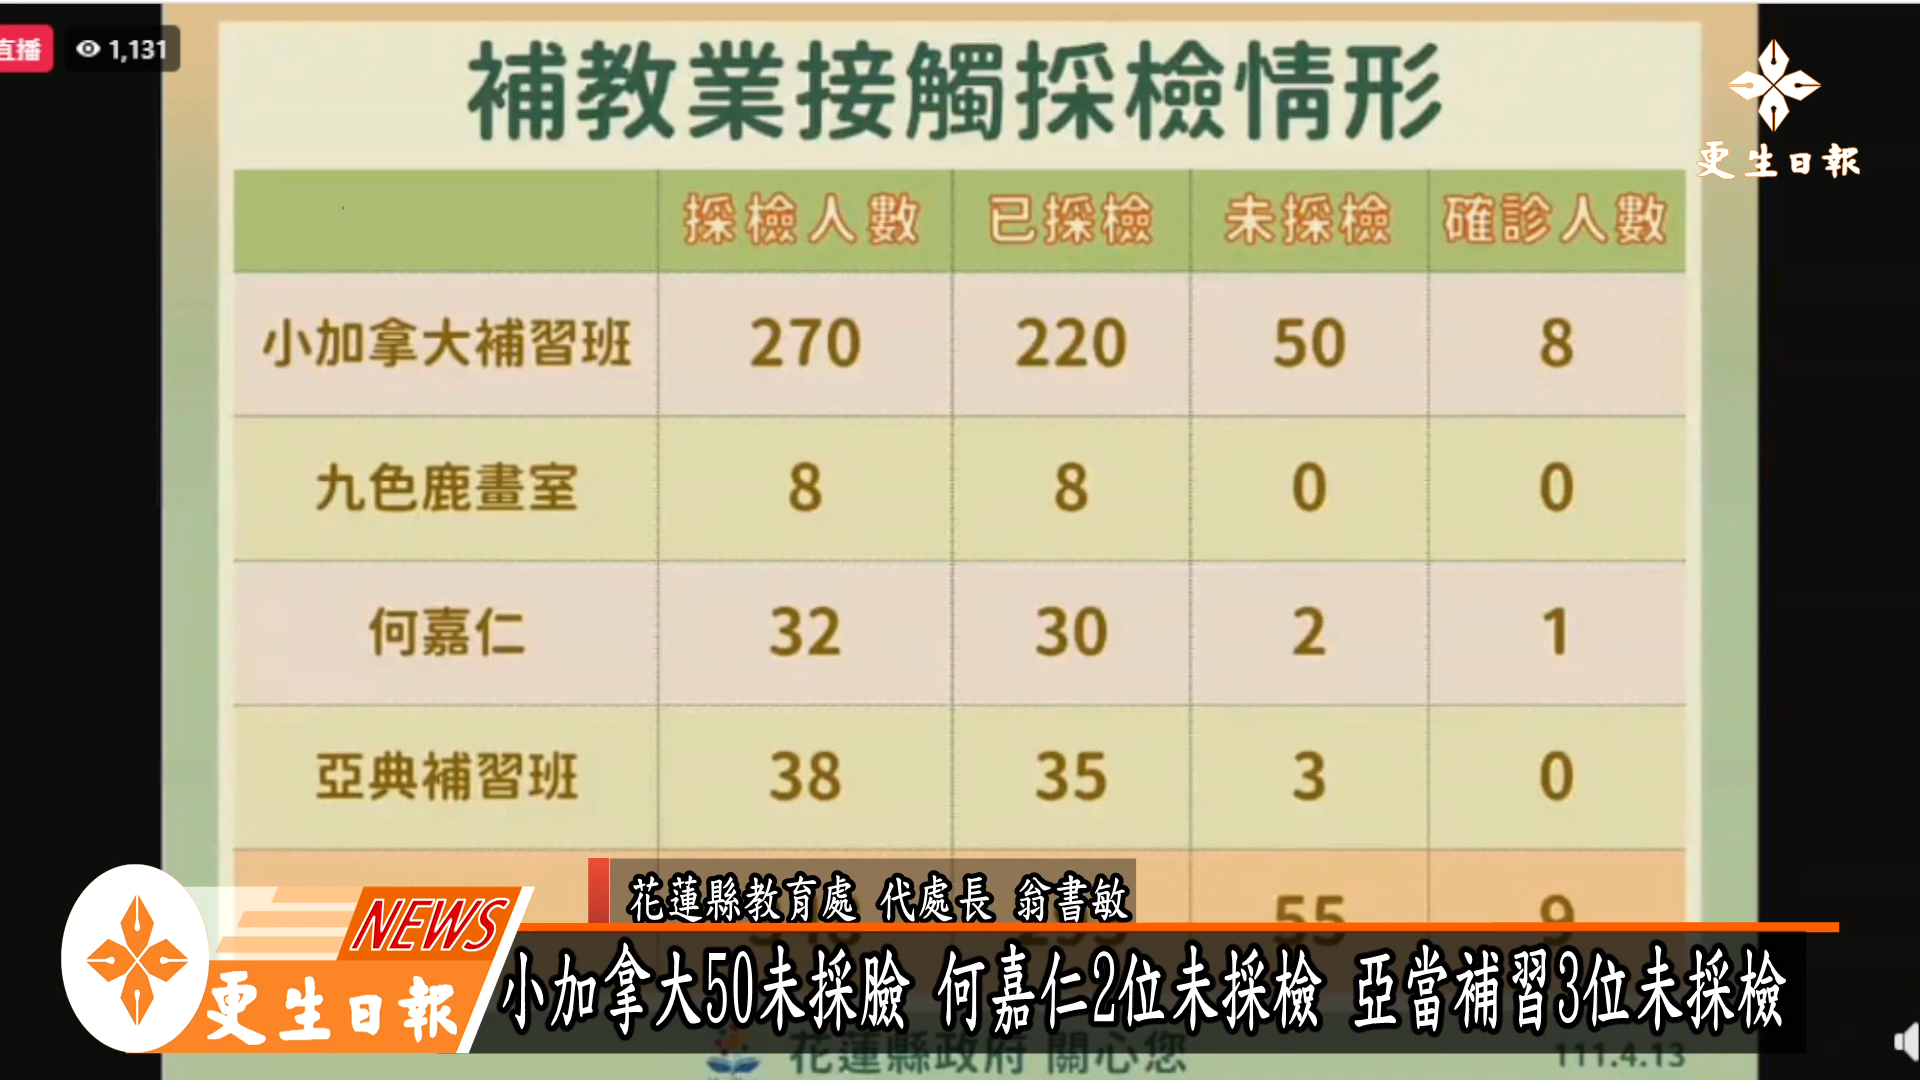 直播 1,131
補教業接觸採檢情形
更生日報
採檢人數 已採檢 未採檢 確診人數
小加拿大補習班 270 220 50 8
九色鹿畫室 8 8 0 0
何嘉仁 32 30 2 1
亞典補習班 38 35 3 0
55 9
花蓮縣教育處 代處長 翁書敏
NEWS
更生日報
小加拿大50未採臉 何嘉仁2位未採檢 亞當補習3位未採檢
花蓮縣政府 關心您
111.4.13